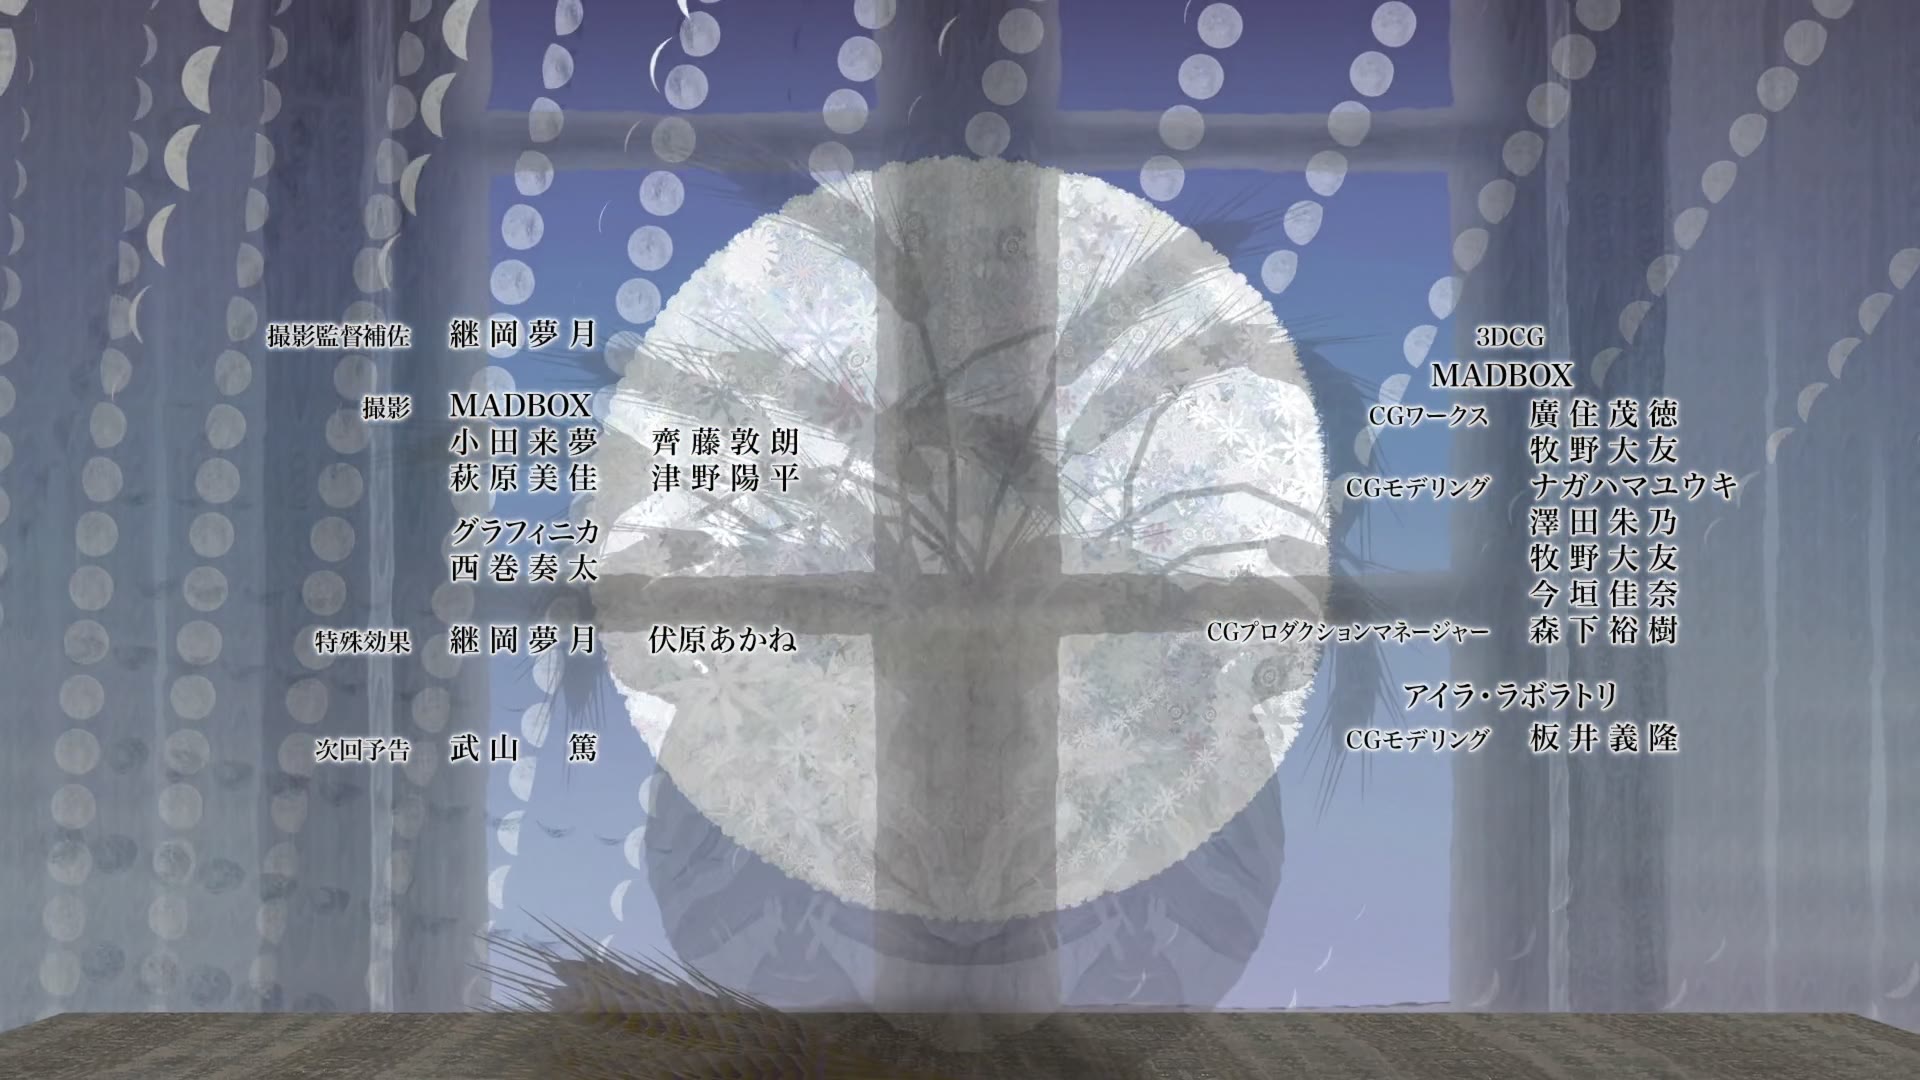 撮影監督補佐 継岡夢月
撮影 MADBOX
小田来夢 齊藤敦朗
萩原美佳 津野陽平
グラフィニカ
西巻奏太
特殊効果 継岡夢月 伏原あかね
次回予告 武山 篤
3DCG
MADBOX
CGワークス 廣住茂徳
牧野大友
CGモデリング ナガハマユウキ
澤田朱乃
牧野大友
今垣佳奈
CGプロダクションマネージャー 森下裕樹
アイラ・ラボラトリ
CGモデリング 板井義隆